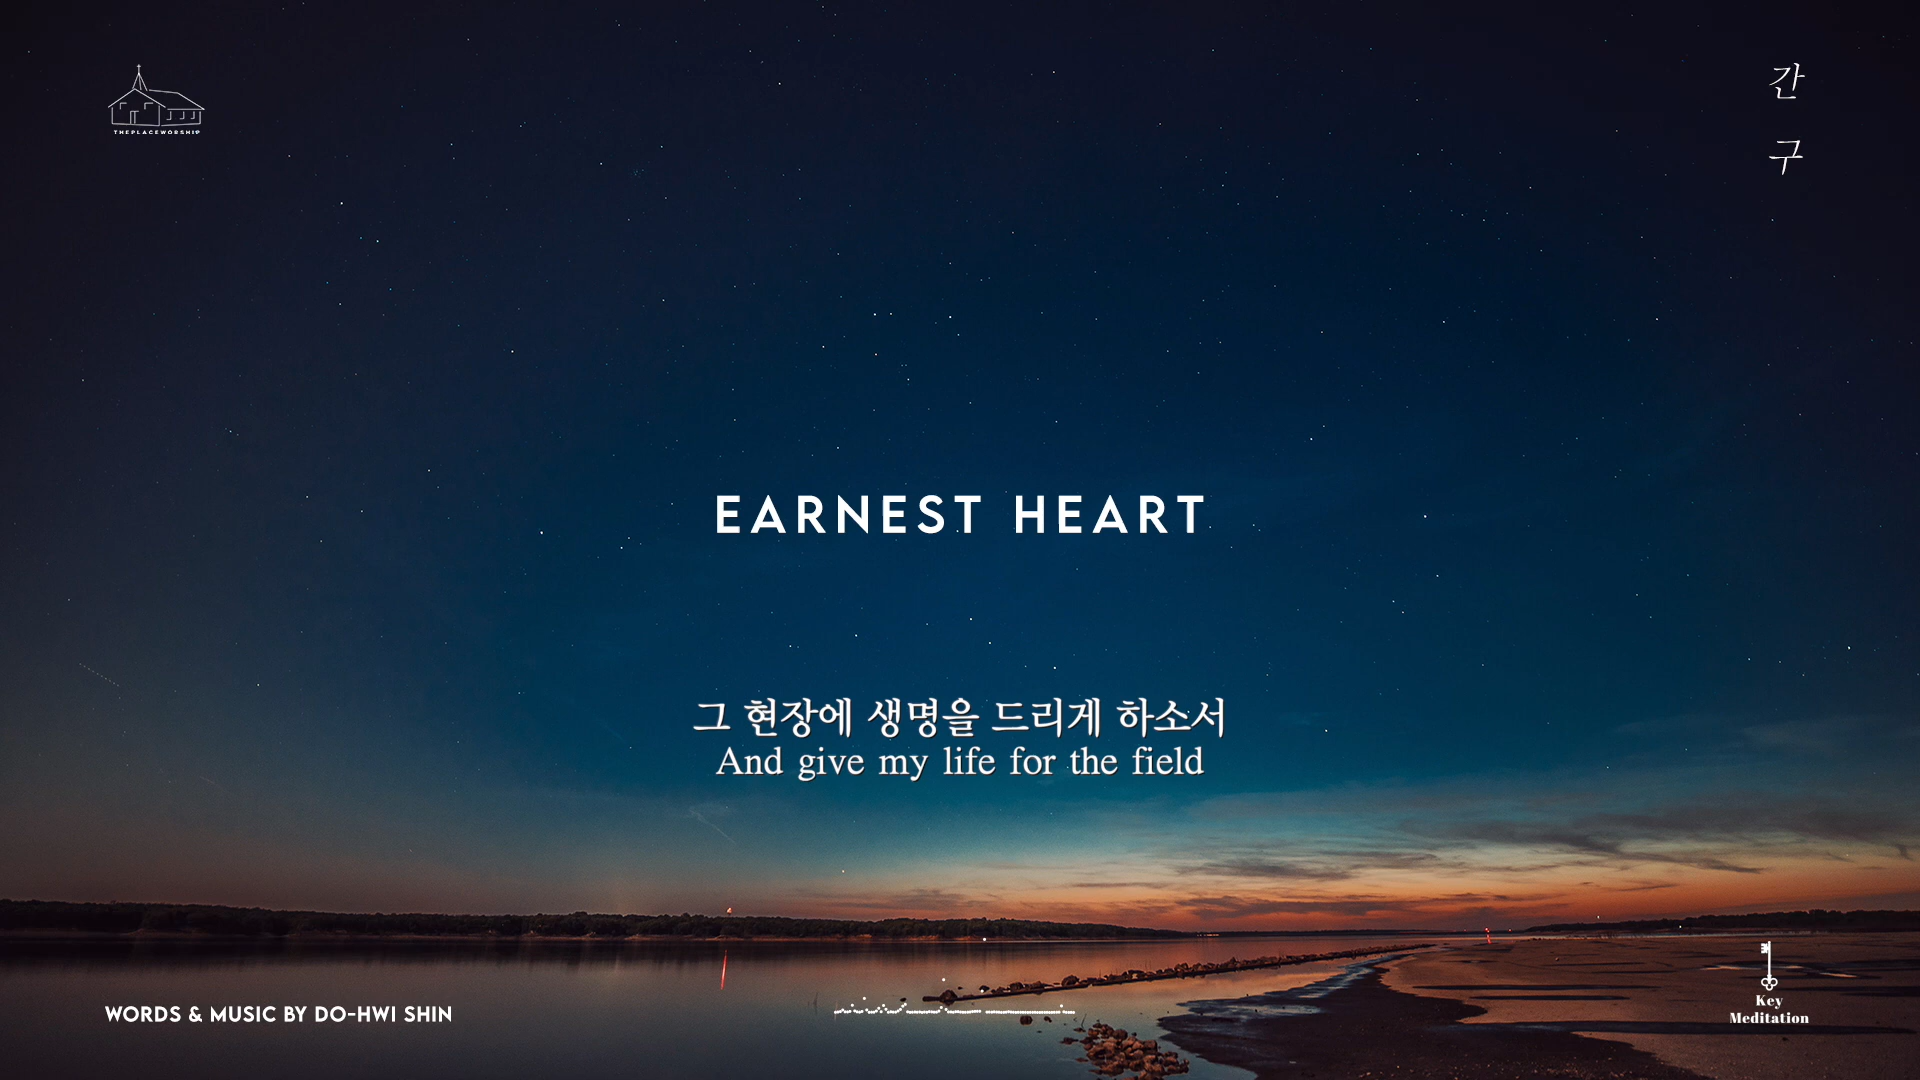 THEPLACEWORSHIP
간
구
EARNEST HEART
그 현장에 생명을 드리게 하소서
And give my life for the field
WORDS & MUSIC BY DO-HWI SHIN
Key
Meditation